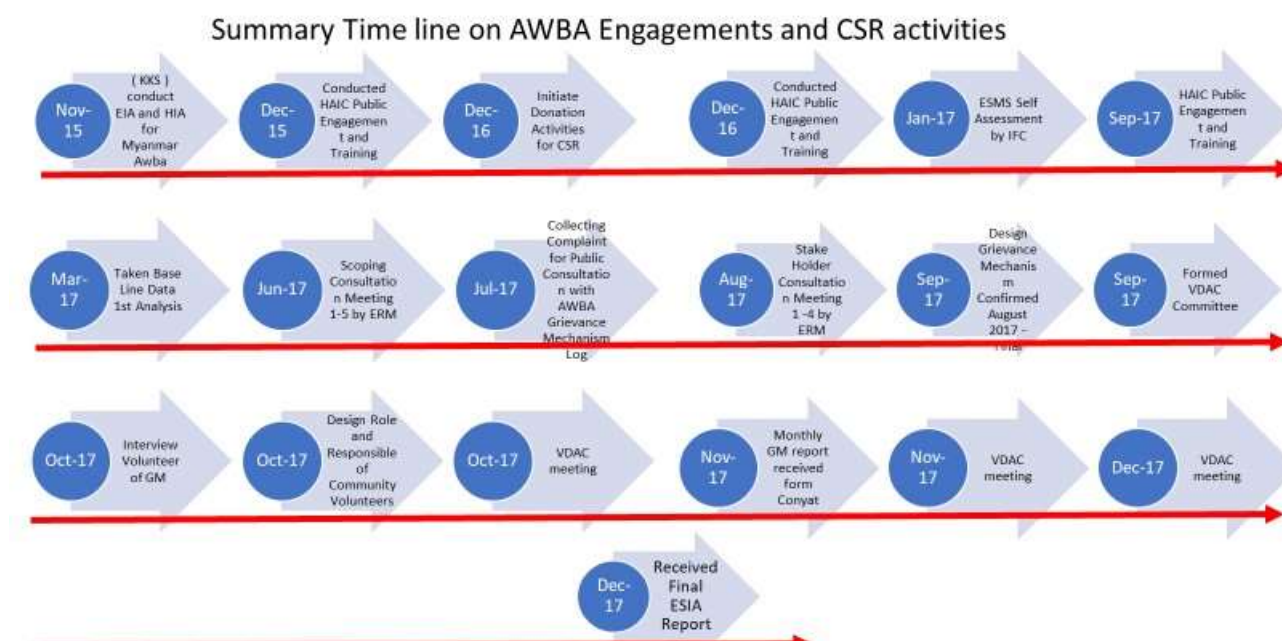 Summary Time line on AWBA Engagements and CSR activities
Nov-
15
( KKS )
conduct
EIA and HIA
for
Myanmar
Awba
Dec-
15
Conducted
HAIC Public
Engagemen
t and
Training
Dec-
16
Initiate
Donation
Activities
for CSR
Dec-
16
Conducted
HAIC Public
Engagemen
t and
Training
Jan-17
ESMS Self
Assessment
by IFC
Sep-17
HAIC Public
Engagemen
t and
Training
Mar-
17
Taken Base
Line Data
1st Analysis
Jun-17
Scoping
Consultatio
n Meeting
1-5 by ERM
Jul-17
Collecting
Complaint
for Public
Consultatio
n with
AWBA
Grievance
Mechanism
Log
Aug-
17
Stake
Holder
Consultatio
n Meeting
1 -4 by
ERM
Sep-
17
Design
Grievance
Mechanis
m
Confirmed
August
2017 -
Final
Sep-
17
Formed
VDAC
Committee
Oct-17
Interview
Volunteer
of GM
Oct-17
Design Role
and
Responsible
of
Community
Volunteers
Oct-17
VDAC
meeting
Nov-
17
Monthly
GM report
received
form
Conyat
Nov-
17
VDAC
meeting
Dec-17
VDAC
meeting
Dec-
17
Received
Final
ESIA
Report